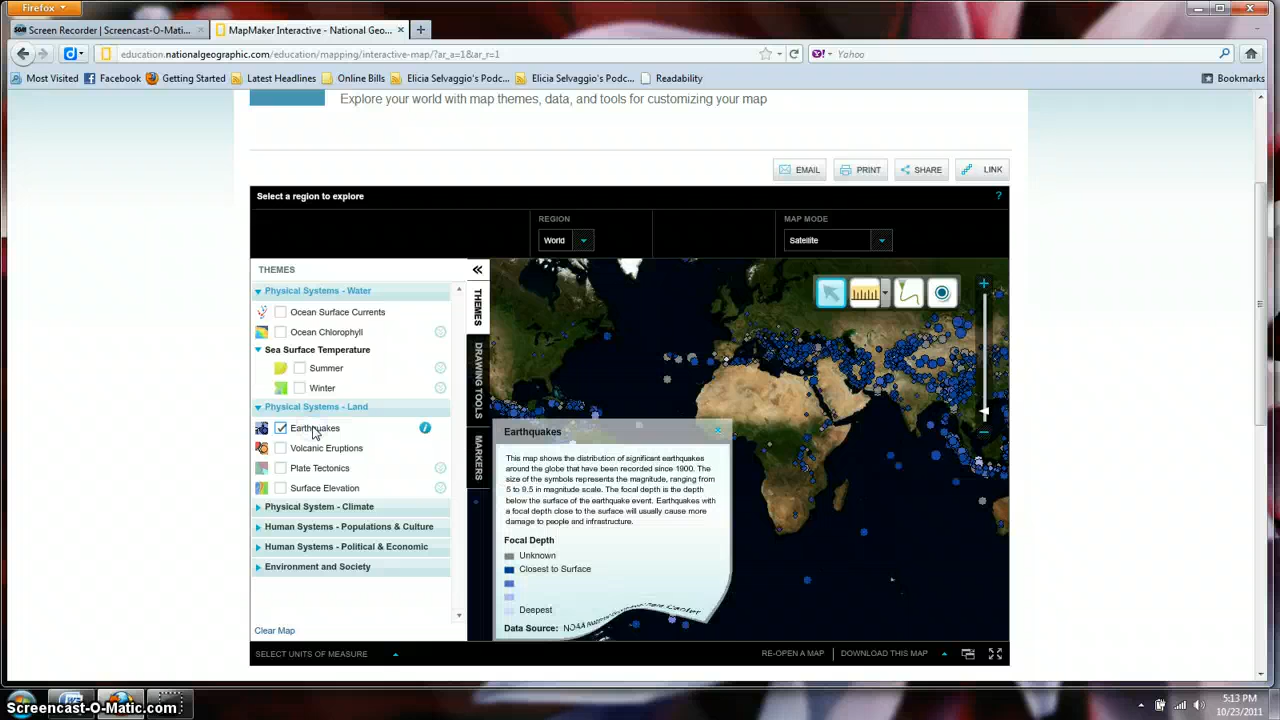 Firefox
Screen Recorder | Screencast-O-Mati...
MapMaker Interactive - National Geo...
education.nationalgeographic.com/education/mapping/interactive-map/?ar_a=1&ar_r=1
Yahoo
Most Visited
Facebook
Getting Started
Latest Headlines
Online Bills
Elicia Selvaggio's Podc...
Elicia Selvaggio's Podc...
Readability
Bookmarks
Explore your world with map themes, data, and tools for customizing your map
EMAIL
PRINT
SHARE
LINK
Select a region to explore
?
REGION
World
MAP MODE
Satellite
THEMES
Physical Systems - Water
Ocean Surface Currents
Ocean Chlorophyll
Sea Surface Temperature
Summer
Winter
Physical Systems - Land
Earthquakes
Volcanic Eruptions
Plate Tectonics
Surface Elevation
Physical System - Climate
Human Systems - Populations & Culture
Human Systems - Political & Economic
Environment and Society
Clear Map
THEMES
DRAWING TOOLS
MARKERS
Earthquakes
This map shows the distribution of significant earthquakes
around the globe that have been recorded since 1900. The
size of the symbols represents the magnitude, ranging from
5 to 9.5 in magnitude scale. The focal depth is the depth
below the surface of the earthquake event. Earthquakes with
a focal depth close to the surface will usually cause more
damage to people and infrastructure.
Focal Depth
Unknown
Closest to Surface
Deepest
Data Source: NOAA
Center
SELECT UNITS OF MEASURE
RE-OPEN A MAP
DOWNLOAD THIS MAP
Screencast-O-Matic.com
5:13 PM
10/23/2011